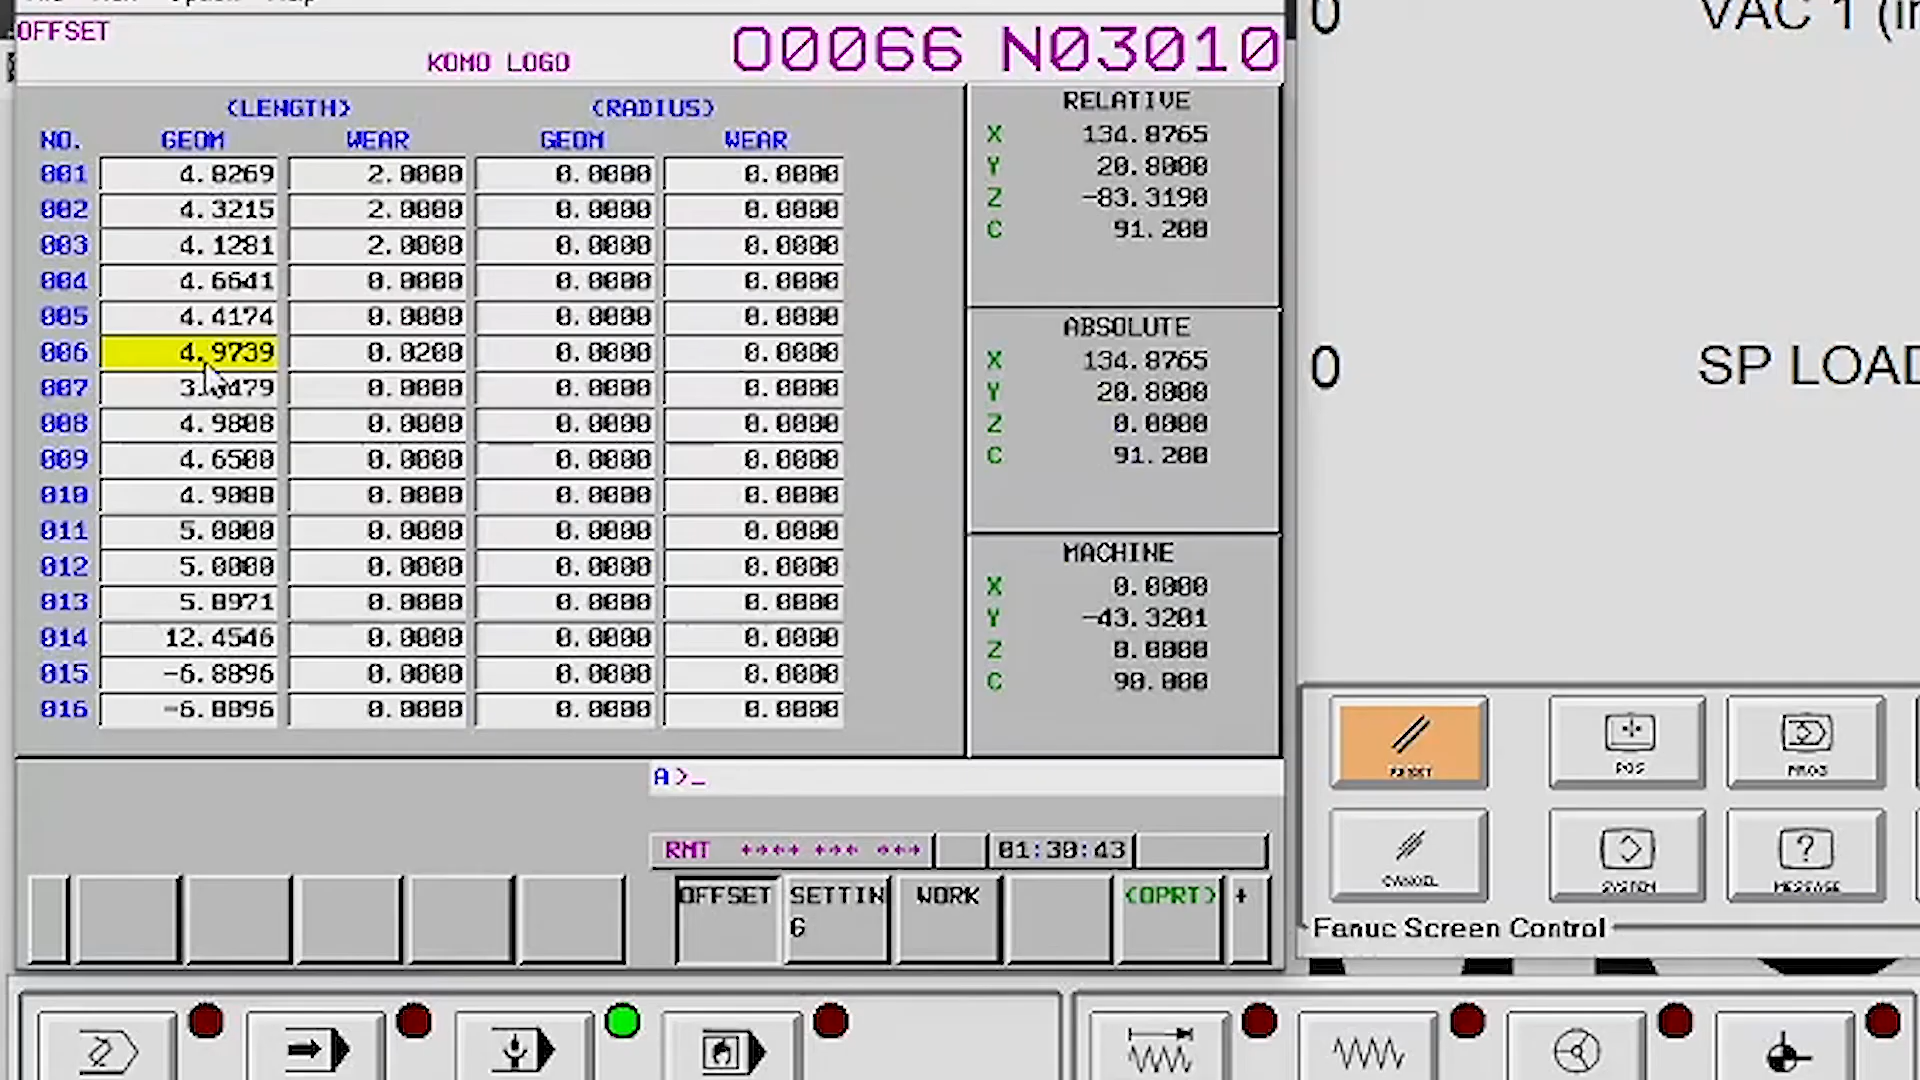 OFFSET
KOMO LOGO
O0066 N03010
(LENGTH) (RADIUS)
NO. GEOM WEAR GEOM WEAR
001 4.8269 2.0000 0.0000 0.0000
002 4.3215 2.0000 0.0000 0.0000
003 4.1281 2.0000 0.0000 0.0000
004 4.6641 0.0000 0.0000 0.0000
005 4.4174 0.0000 0.0000 0.0000
006 4.9739 0.0200 0.0000 0.0000
007 0.0000 0.0000 0.0000
008 4.9808 0.0000 0.0000 0.0000
009 4.6500 0.0000 0.0000 0.0000
010 0.0000 0.0000 0.0000
011 5.0000 0.0000 0.0000 0.0000
012 5.0000 0.0000 0.0000 0.0000
013 5.8971 0.0000 0.0000 0.0000
014 12.4546 0.0000 0.0000 0.0000
015 -6.8896 0.0000 0.0000 0.0000
016 0.0000 0.0000 0.0000
RELATIVE
X 134.8765
Y 20.8000
Z -83.3190
C 91.200
ABSOLUTE
X 134.8765
Y 20.8000
Z 0.0000
C 91.200
MACHINE
X 0.0000
Y -43.3201
Z 0.0000
C 90.000
A>_
RMT **** *** *** 01:30:43
OFFSET SETTIN WORK (OPRT) +
G
0 VAC 1
0 SP LOAD
RESET POS PROG
CANCEL SYSTEM MESSAGE
Fanuc Screen Control